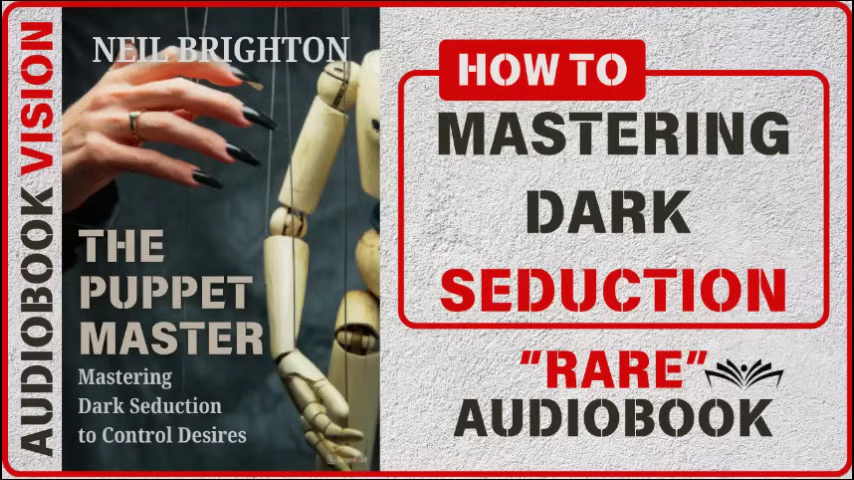 AUDIOBOOK VISION
NEIL BRIGHTON
THE
PUPPET
MASTER
Mastering
Dark Seduction
to Control Desires
HOW TO
MASTERING
DARK
SEDUCTION
"RARE"
AUDIOBOOK